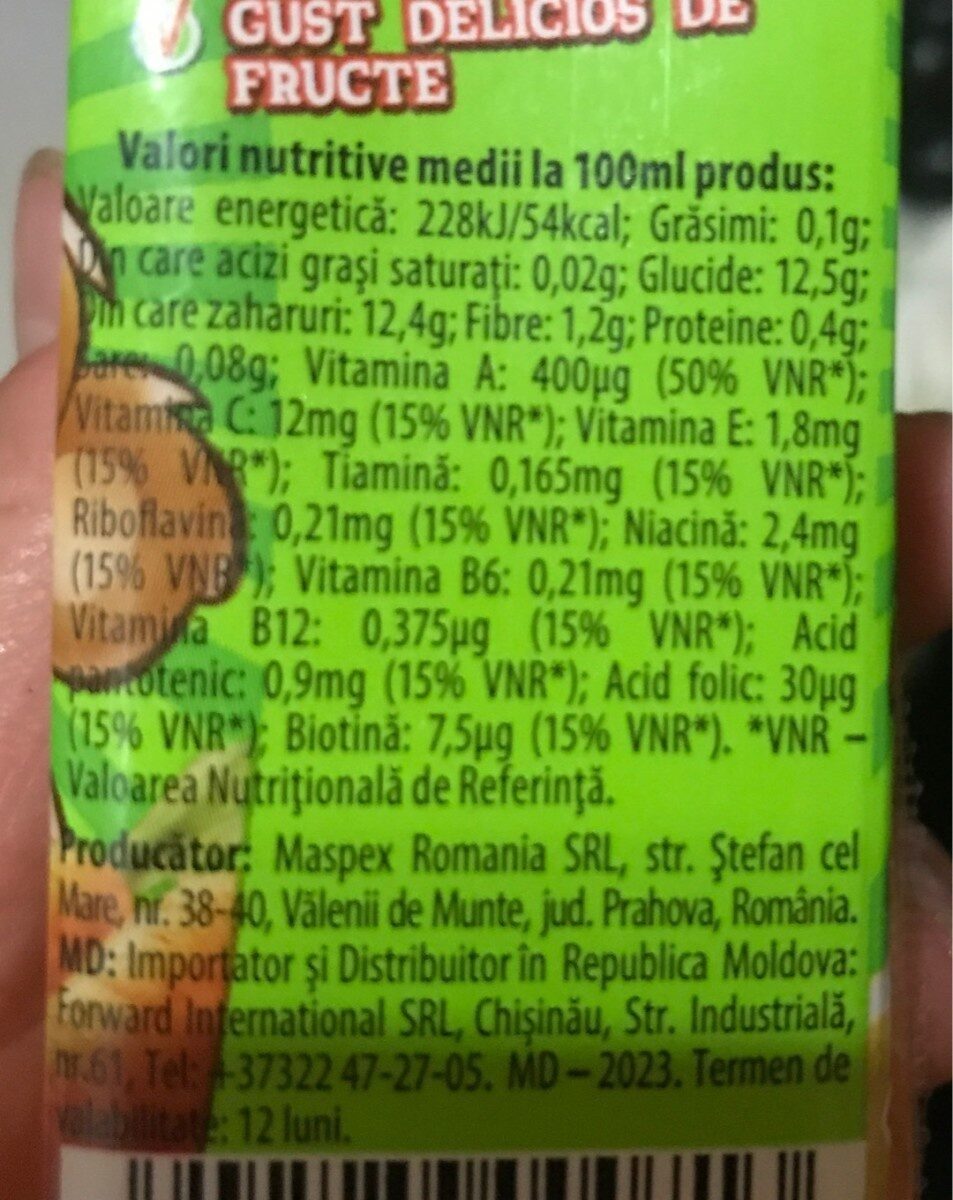 GUST DELICIOS DE
FRUCTE
Valori nutritive medii la 100ml produs:
Valoare energetică: 228kJ/54kcal; Grăsimi: 0,1g;
Din care acizi grași saturați: 0,02g; Glucide: 12,5g;
Din care zaharuri: 12,4g; Fibre: 1,2g; Proteine: 0,4g;
Sare: 0,08g; Vitamina A: 400µg (50% VNR*);
Vitamina C: 12mg (15% VNR*); Vitamina E: 1,8mg
(15% VNR*); Tiamină: 0,165mg (15% VNR*);
Riboflavină: 0,21mg (15% VNR*); Niacină: 2,4mg
(15% VNR*); Vitamina B6: 0,21mg (15% VNR*);
Vitamina B12: 0,375µg (15% VNR*); Acid
pantotenic: 0,9mg (15% VNR*); Acid folic: 30µg
(15% VNR*); Biotină: 7,5µg (15% VNR*). *VNR –
Valoarea Nutrițională de Referință.
Producător: Maspex Romania SRL, str. Ștefan cel
Mare, nr. 38-40, Vălenii de Munte, jud. Prahova, România.
MD: Importator și Distribuitor în Republica Moldova:
Forward International SRL, Chișinău, Str. Industrială,
nr.61, Tel: +37322 47-27-05. MD – 2023. Termen de
valabilitate: 12 luni.